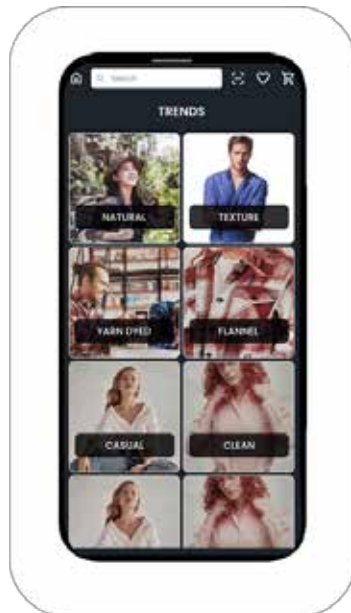 Search
TRENDS
NATURAL
TEXTURE
YARN DYED
FLANNEL
CASUAL
CLEAN